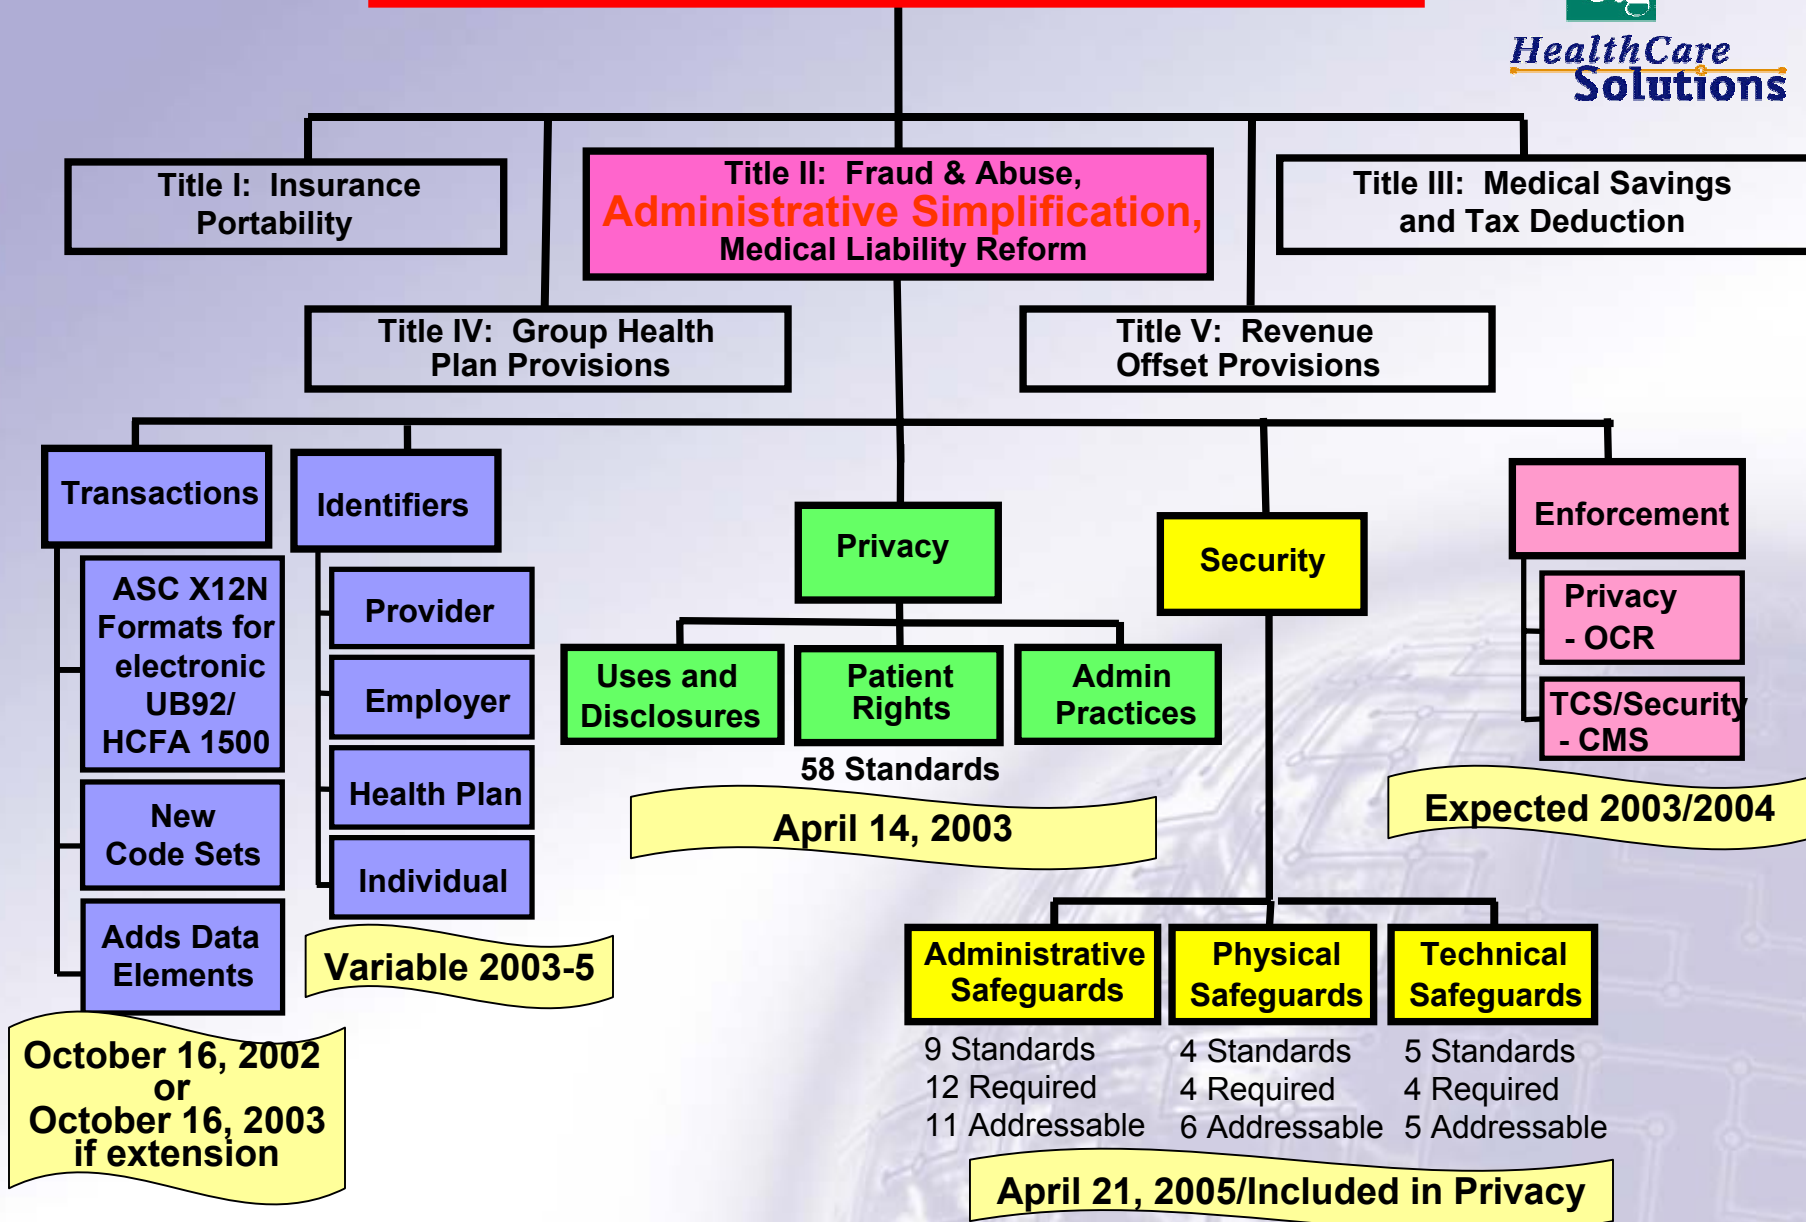 HealthCare
Solutions
Title I: Insurance
Portability
Title II: Fraud & Abuse,
Administrative Simplification,
Medical Liability Reform
Title III: Medical Savings
and Tax Deduction
Title IV: Group Health
Plan Provisions
Title V: Revenue
Offset Provisions
Transactions
ASC X12N
Formats for
electronic
UB92/
HCFA 1500
New
Code Sets
Adds Data
Elements
October 16, 2002
or
October 16, 2003
if extension
Identifiers
Provider
Employer
Health Plan
Individual
Variable 2003-5
Privacy
Uses and
Disclosures
Patient
Rights
Admin
Practices
58 Standards
April 14, 2003
Security
Administrative
Safeguards
9 Standards
12 Required
11 Addressable
Physical
Safeguards
4 Standards
4 Required
6 Addressable
Technical
Safeguards
5 Standards
4 Required
5 Addressable
April 21, 2005/Included in Privacy
Enforcement
Privacy
- OCR
TCS/Security
- CMS
Expected 2003/2004